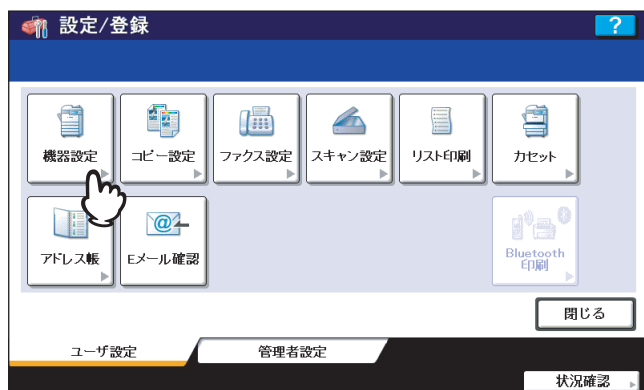 設定/登録
?
機器設定
コピー設定
ファクス設定
スキャン設定
リスト印刷
カセット
アドレス帳
Eメール確認
Bluetooth
印刷
閉じる
ユーザ設定
管理者設定
状況確認